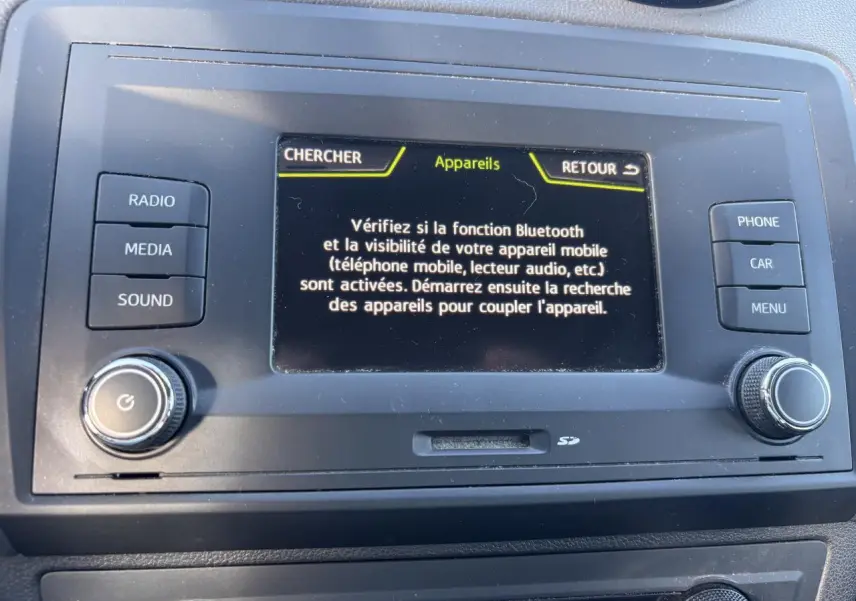 CHERCHER
Appareils
RETOUR
Vérifiez si la fonction Bluetooth
et la visibilité de votre appareil mobile
(téléphone mobile, lecteur audio, etc.)
sont activées. Démarrez ensuite la recherche
des appareils pour coupler l'appareil.
RADIO
MEDIA
SOUND
PHONE
CAR
MENU
SD